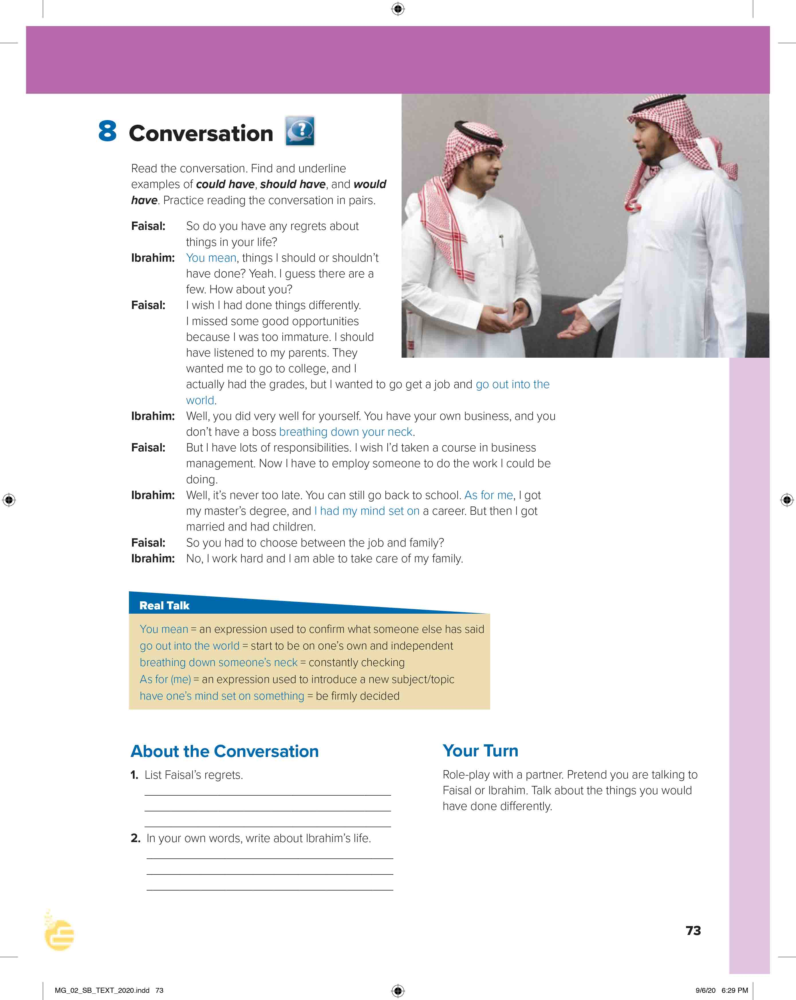 8 Conversation
Read the conversation. Find and underline
examples of could have, should have, and would
have. Practice reading the conversation in pairs.
Faisal: So do you have any regrets about
things in your life?
Ibrahim: You mean, things I should or shouldn't
have done? Yeah. I guess there are a
few. How about you?
Faisal: I wish I had done things differently.
I missed some good opportunities
because I was too immature. I should
have listened to my parents. They
wanted me to go to college, and I
actually had the grades, but I wanted to go get a job and go out into the
world.
Ibrahim: Well, you did very well for yourself. You have your own business, and you
don't have a boss breathing down your neck.
Faisal: But I have lots of responsibilities. I wish I'd taken a course in business
management. Now I have to employ someone to do the work I could be
doing.
Ibrahim: Well, it's never too late. You can still go back to school. As for me, I got
my master's degree, and I had my mind set on a career. But then I got
married and had children.
Faisal: So you had to choose between the job and family?
Ibrahim: No, I work hard and I am able to take care of my family.
Real Talk
You mean = an expression used to confirm what someone else has said
go out into the world = start to be on one's own and independent
breathing down someone's neck = constantly checking
As for (me) = an expression used to introduce a new subject/topic
have one's mind set on something = be firmly decided
About the Conversation
1. List Faisal's regrets.
2. In your own words, write about Ibrahim's life.
Your Turn
Role-play with a partner. Pretend you are talking to
Faisal or Ibrahim. Talk about the things you would
have done differently.
73
MG_02_SB_TEXT_2020.indd 73
9/6/20 6:29 PM